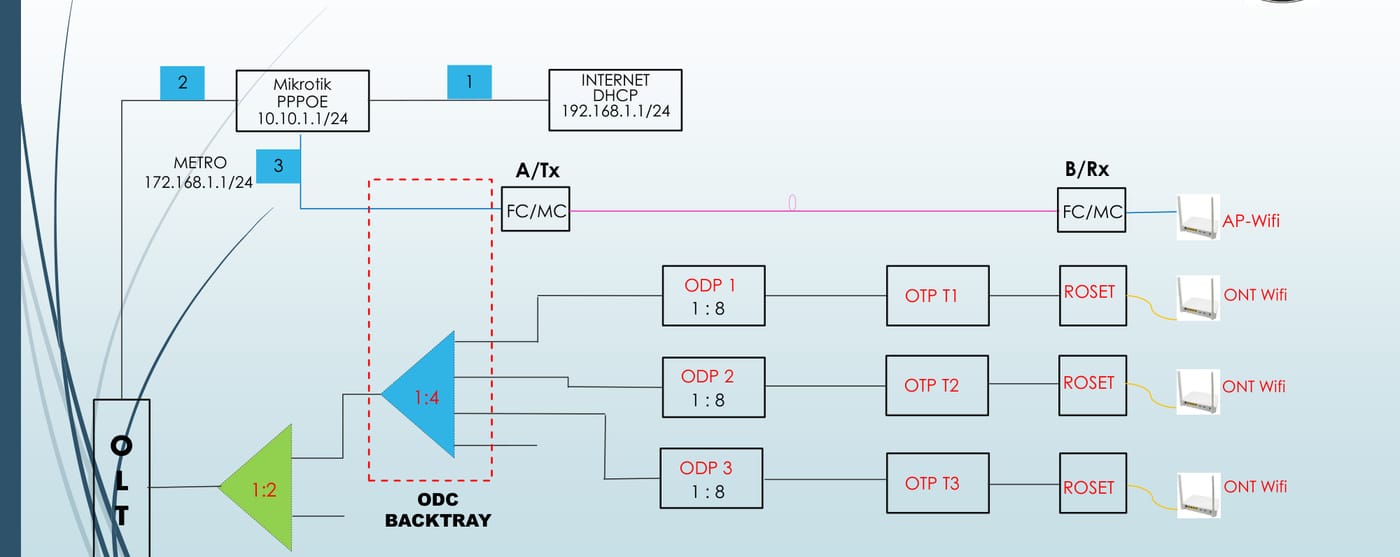 2
Mikrotik
PPPOE
10.10.1.1/24
1
INTERNET
DHCP
192.168.1.1/24
METRO
172.168.1.1/24
3
A/Tx
B/Rx
FC/MC
FC/MC
AP-Wifi
ODP 1
1 : 8
OTP T1
ROSET
ONT Wifi
1:4
ODP 2
1 : 8
OTP T2
ROSET
ONT Wifi
O
L
T
1:2
ODP 3
1 : 8
OTP T3
ROSET
ONT Wifi
ODC
BACKTRAY